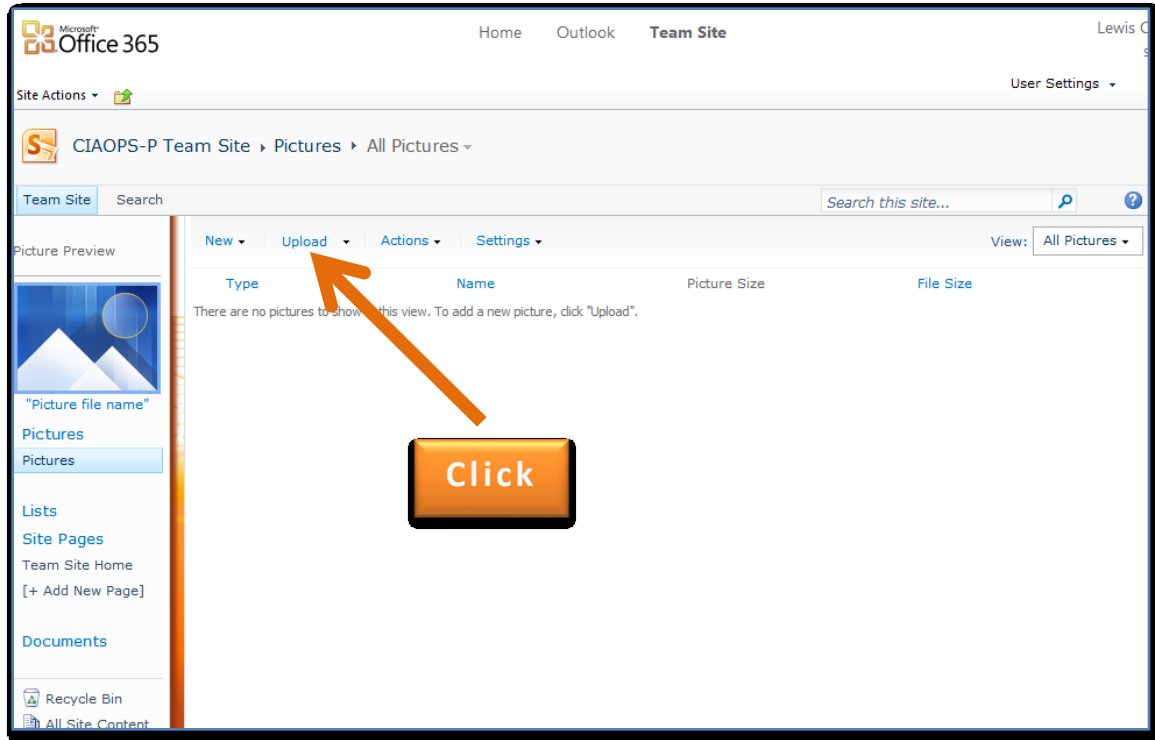 Microsoft®
Office 365
Home Outlook Team Site
Lewis
Site Actions
User Settings
CIAOPS-P Team Site Pictures All Pictures
Team Site Search
Search this site...
New Upload Actions Settings
View: All Pictures
Picture Preview
Type Name Picture Size File Size
There are no pictures to show this view. To add a new picture, click "Upload".
"Picture file name"
Pictures
Pictures
Click
Lists
Site Pages
Team Site Home
[+ Add New Page]
Documents
Recycle Bin
All Site Content